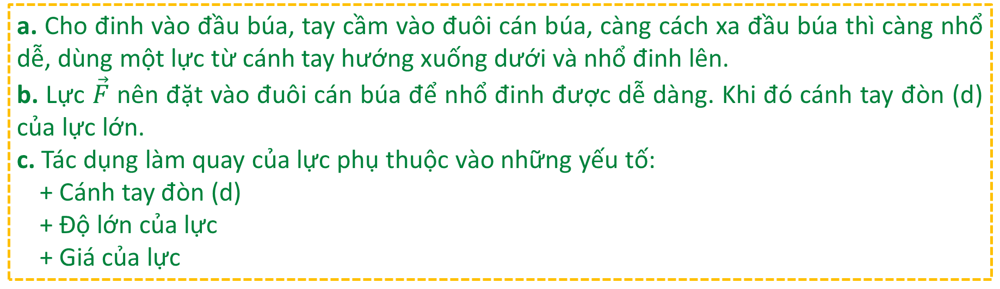 a. Cho đinh vào đầu búa, tay cầm vào đuôi cán búa, càng cách xa đầu búa thì càng nhổ
dễ, dùng một lực từ cánh tay hướng xuống dưới và nhổ đinh lên.
b. Lực F⃗ nên đặt vào đuôi cán búa để nhổ đinh được dễ dàng. Khi đó cánh tay đòn (d)
của lực lớn.
c. Tác dụng làm quay của lực phụ thuộc vào những yếu tố:
+ Cánh tay đòn (d)
+ Độ lớn của lực
+ Giá của lực